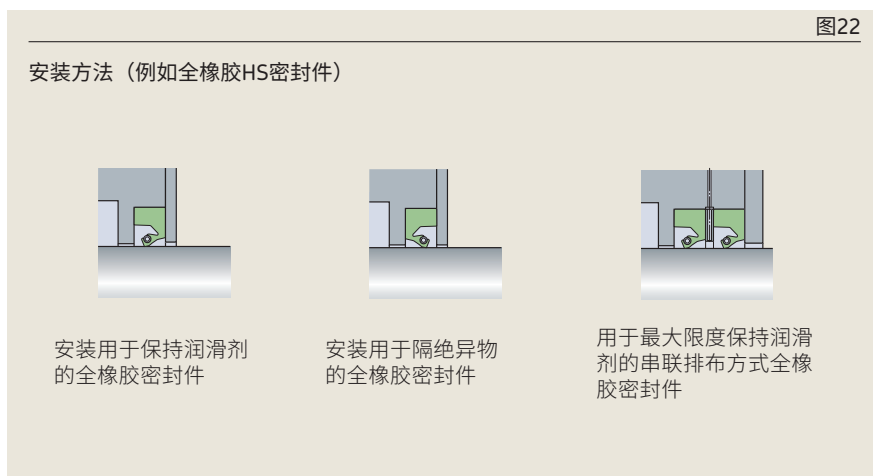 图22
安装方法（例如全橡胶HS密封件）
安装用于保持润滑剂
的全橡胶密封件
安装用于隔绝异物
的全橡胶密封件
用于最大限度保持润滑
剂的串联排布方式全橡
胶密封件